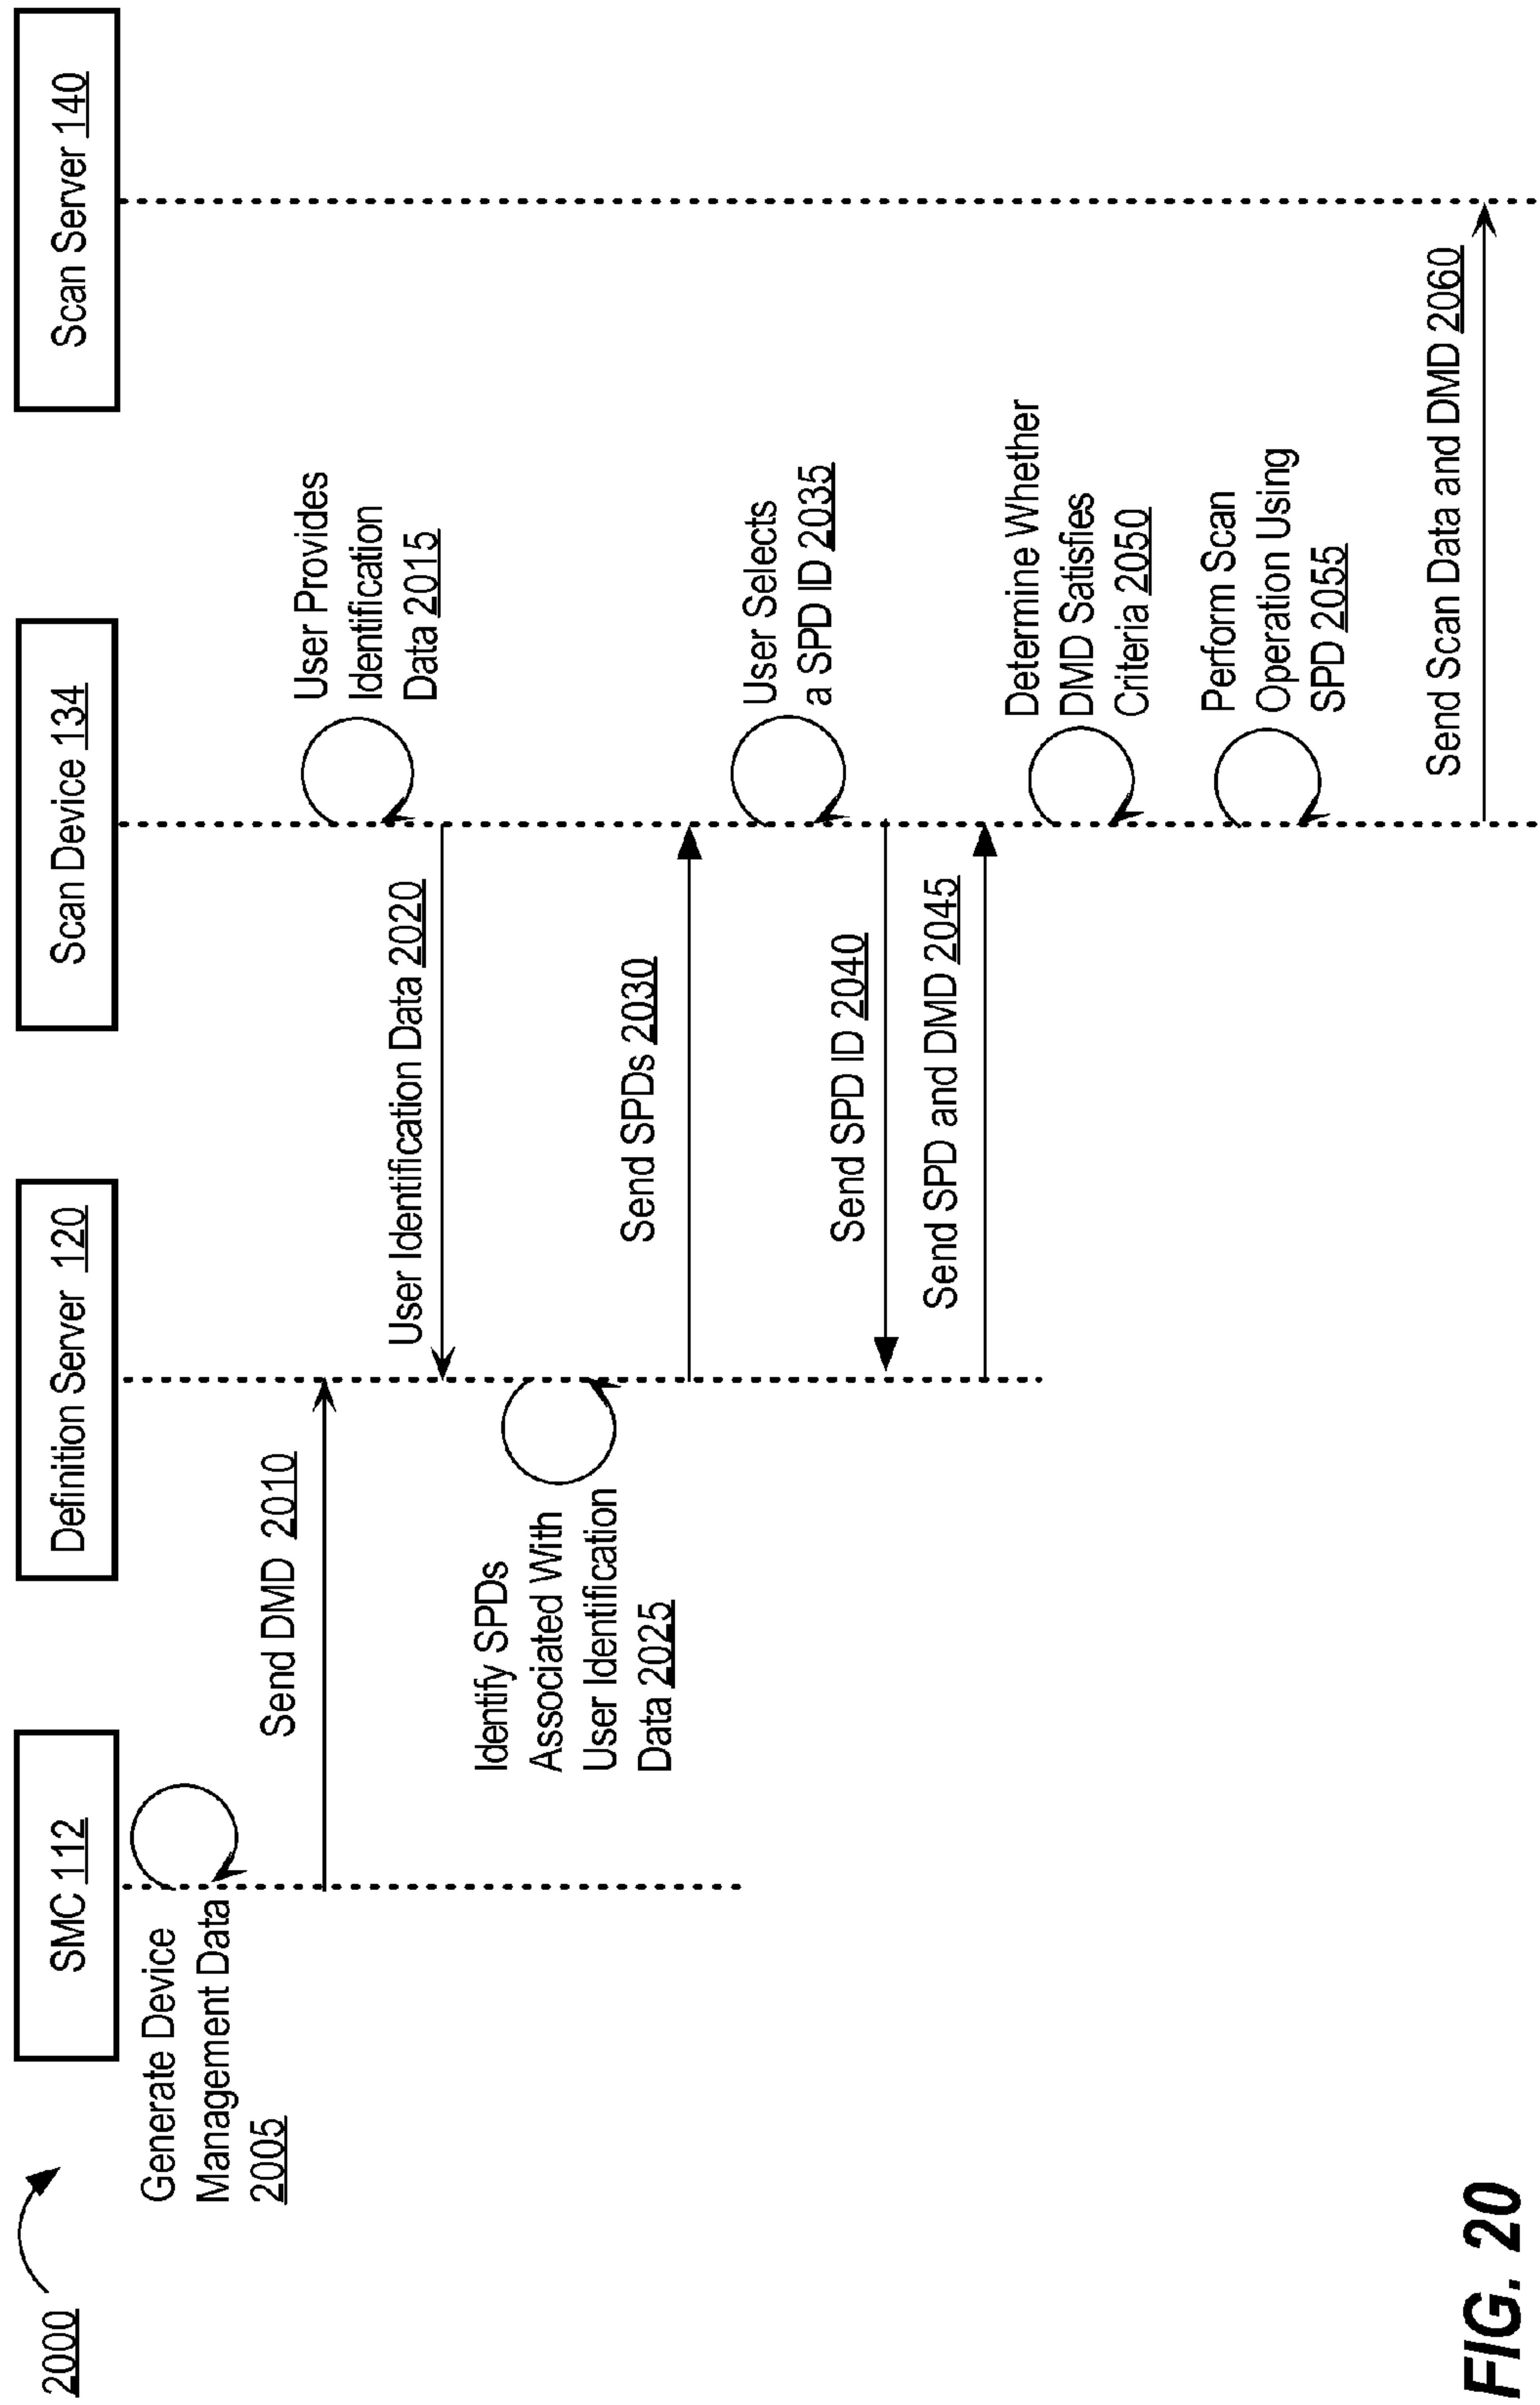 2000
SMC 112
Definition Server 120
Scan Device 134
Scan Server 140
Generate Device
Management Data
2005
Send DMD 2010
User Provides
Identification
Data 2015
User Identification Data 2020
Identify SPDs
Associated With
User Identification
Data 2025
Send SPDs 2030
User Selects
a SPD ID 2035
Send SPD ID 2040
Send SPD and DMD 2045
Determine Whether
DMD Satisfies
Criteria 2050
Perform Scan
Operation Using
SPD 2055
Send Scan Data and DMD 2060
FIG. 20